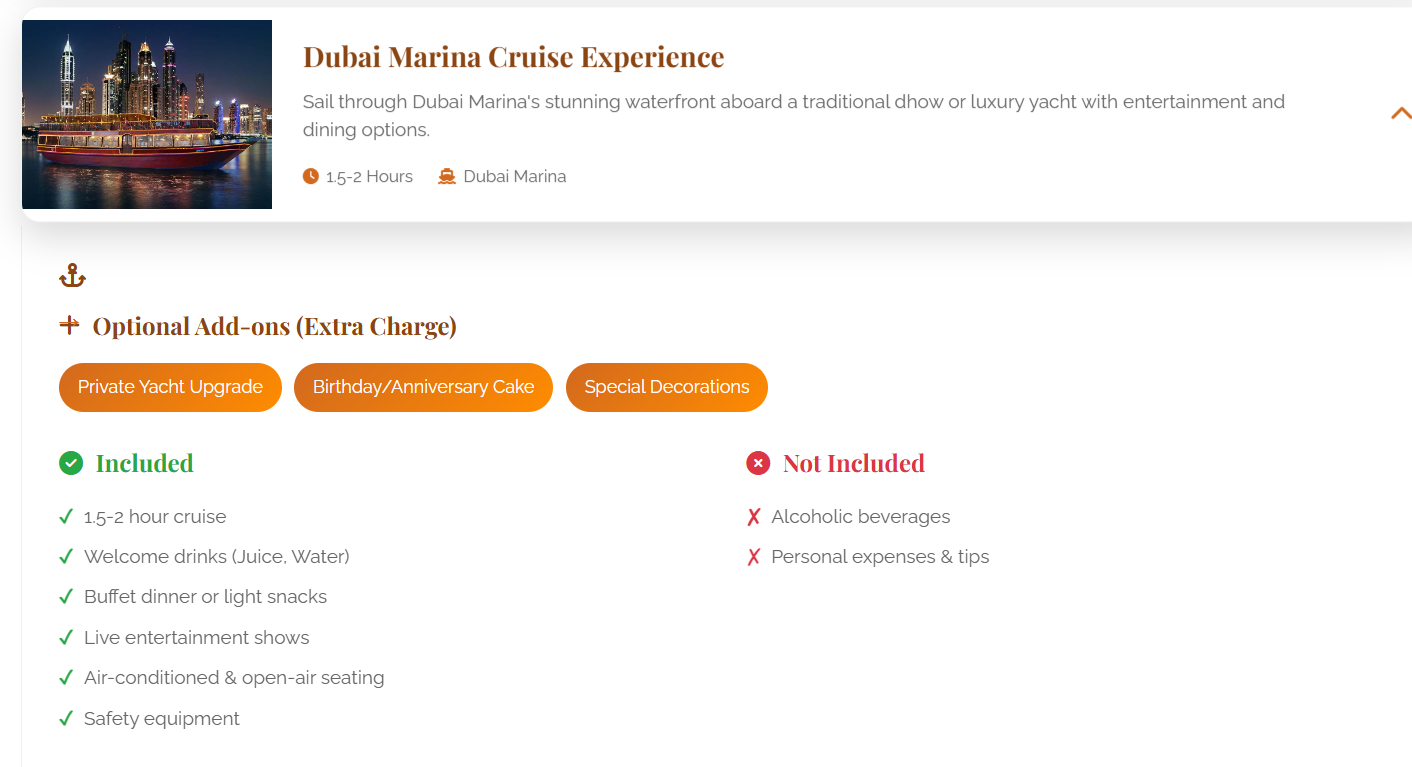 Dubai Marina Cruise Experience
Sail through Dubai Marina's stunning waterfront aboard a traditional dhow or luxury yacht with entertainment and
dining options.
1.5-2 Hours Dubai Marina
Optional Add-ons (Extra Charge)
Private Yacht Upgrade Birthday/Anniversary Cake Special Decorations
Included
1.5-2 hour cruise
Welcome drinks (Juice, Water)
Buffet dinner or light snacks
Live entertainment shows
Air-conditioned & open-air seating
Safety equipment
Not Included
Alcoholic beverages
Personal expenses & tips